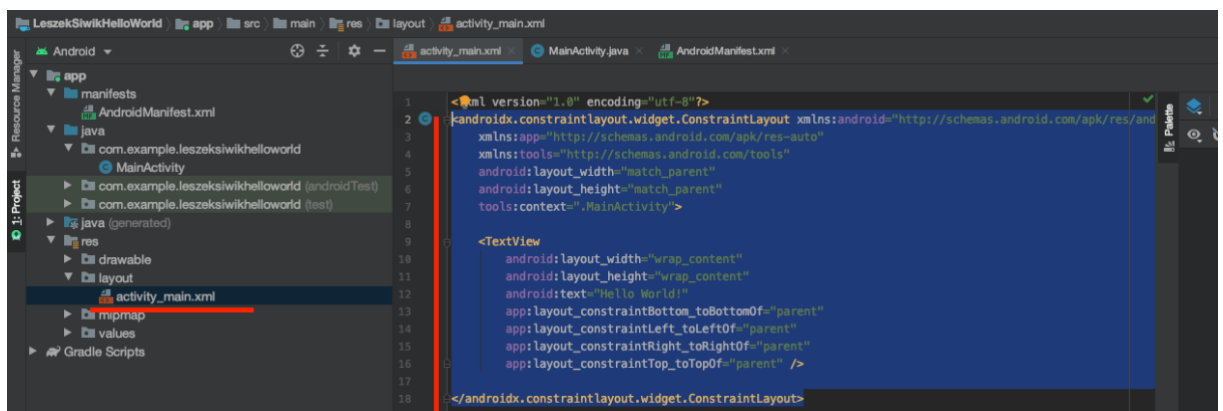 LeszekSiwikHelloWorld app src main res layout activity_main.xml
Android
activity_main.xml MainActivity.java AndroidManifest.xml
Resource Manager
1: Project
app
manifests
AndroidManifest.xml
java
com.example.leszeksiwikhelloworld
MainActivity
com.example.leszeksiwikhelloworld (androidTest)
com.example.leszeksiwikhelloworld (test)
java (generated)
res
drawable
layout
activity_main.xml
mipmap
values
Gradle Scripts
1 <?xml version="1.0" encoding="utf-8"?>
2 <androidx.constraintlayout.widget.ConstraintLayout xmlns:android="http://schemas.android.com/apk/res/and
3 xmlns:app="http://schemas.android.com/apk/res-auto"
4 xmlns:tools="http://schemas.android.com/tools"
5 android:layout_width="match_parent"
6 android:layout_height="match_parent"
7 tools:context=".MainActivity">
8
9 <TextView
10 android:layout_width="wrap_content"
11 android:layout_height="wrap_content"
12 android:text="Hello World!"
13 app:layout_constraintBottom_toBottomOf="parent"
14 app:layout_constraintLeft_toLeftOf="parent"
15 app:layout_constraintRight_toRightOf="parent"
16 app:layout_constraintTop_toTopOf="parent" />
17
18 </androidx.constraintlayout.widget.ConstraintLayout>
Palette